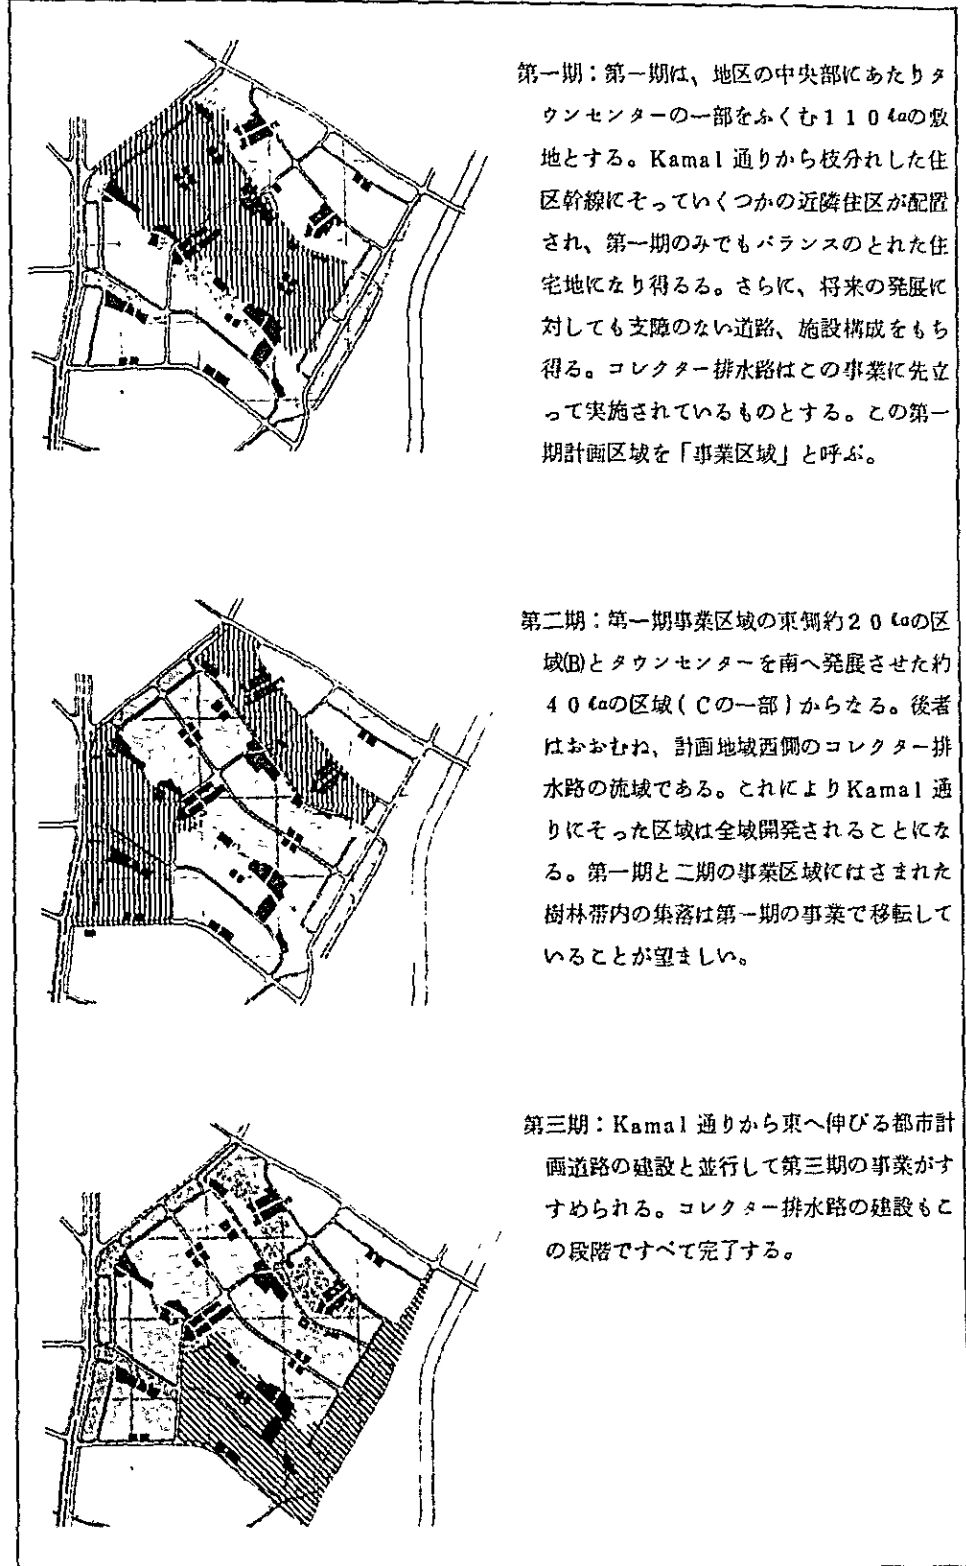 第一期：第一期は、地区の中央部にあたりタ
ウンセンターの一部をふくむ110haの敷
地とする。Kamal 通りから枝分れした住
区幹線にそっていくつかの近隣住区が配置
され、第一期のみでもバランスのとれた住
宅地になり得るる。さらに、将来の発展に
対しても支障のない道路、施設構成をもち
得る。コレクター排水路はこの事業に先立
って実施されているものとする。この第一
期計画区域を「事業区域」と呼ぶ。
第二期：第一期事業区域の東側約20haの区
域(B)とタウンセンターを南へ発展させた約
40haの区域(Cの一部)からなる。後者
はおおむね、計画地域西側のコレクター排
水路の流域である。これによりKamal 通
りにそった区域は全域開発されることにな
る。第一期と二期の事業区域にはさまれた
樹林帯内の集落は第一期の事業で移転して
いることが望ましい。
第三期：Kamal 通りから東へ伸びる都市計
画道路の建設と並行して第三期の事業がす
すめられる。コレクター排水路の建設もこ
の段階ですべて完了する。